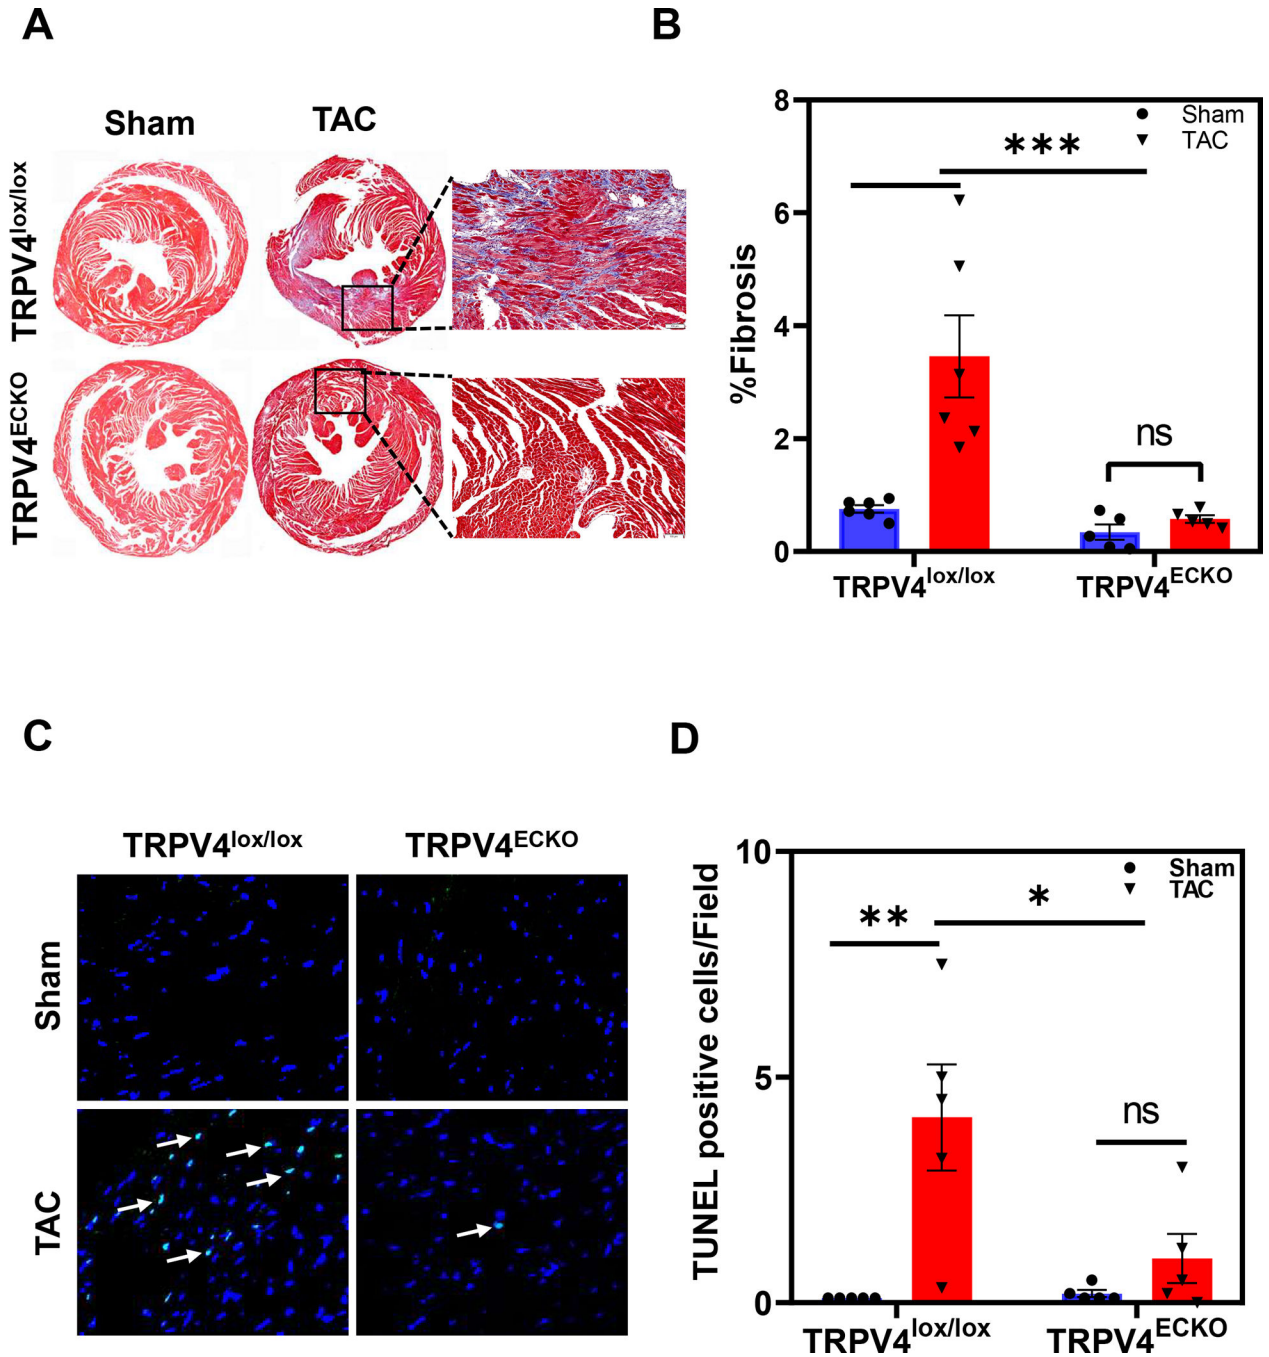 A
Sham TAC
TRPV4lox/lox
TRPV4ECKO
B
8
6
4
2
0
%Fibrosis
Sham
TAC
***
ns
TRPV4lox/lox TRPV4ECKO
C
TRPV4lox/lox TRPV4ECKO
Sham
TAC
D
10
5
0
TUNEL positive cells/Field
Sham
TAC
**
*
ns
TRPV4lox/lox TRPV4ECKO